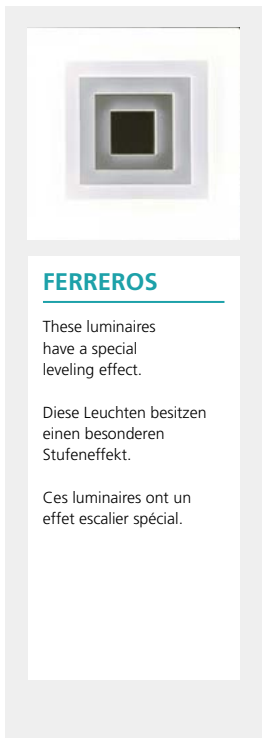 FERREROS
These luminaires
have a special
leveling effect.
Diese Leuchten besitzen
einen besonderen
Stufeneffekt.
Ces luminaires ont un
effet escalier spécial.